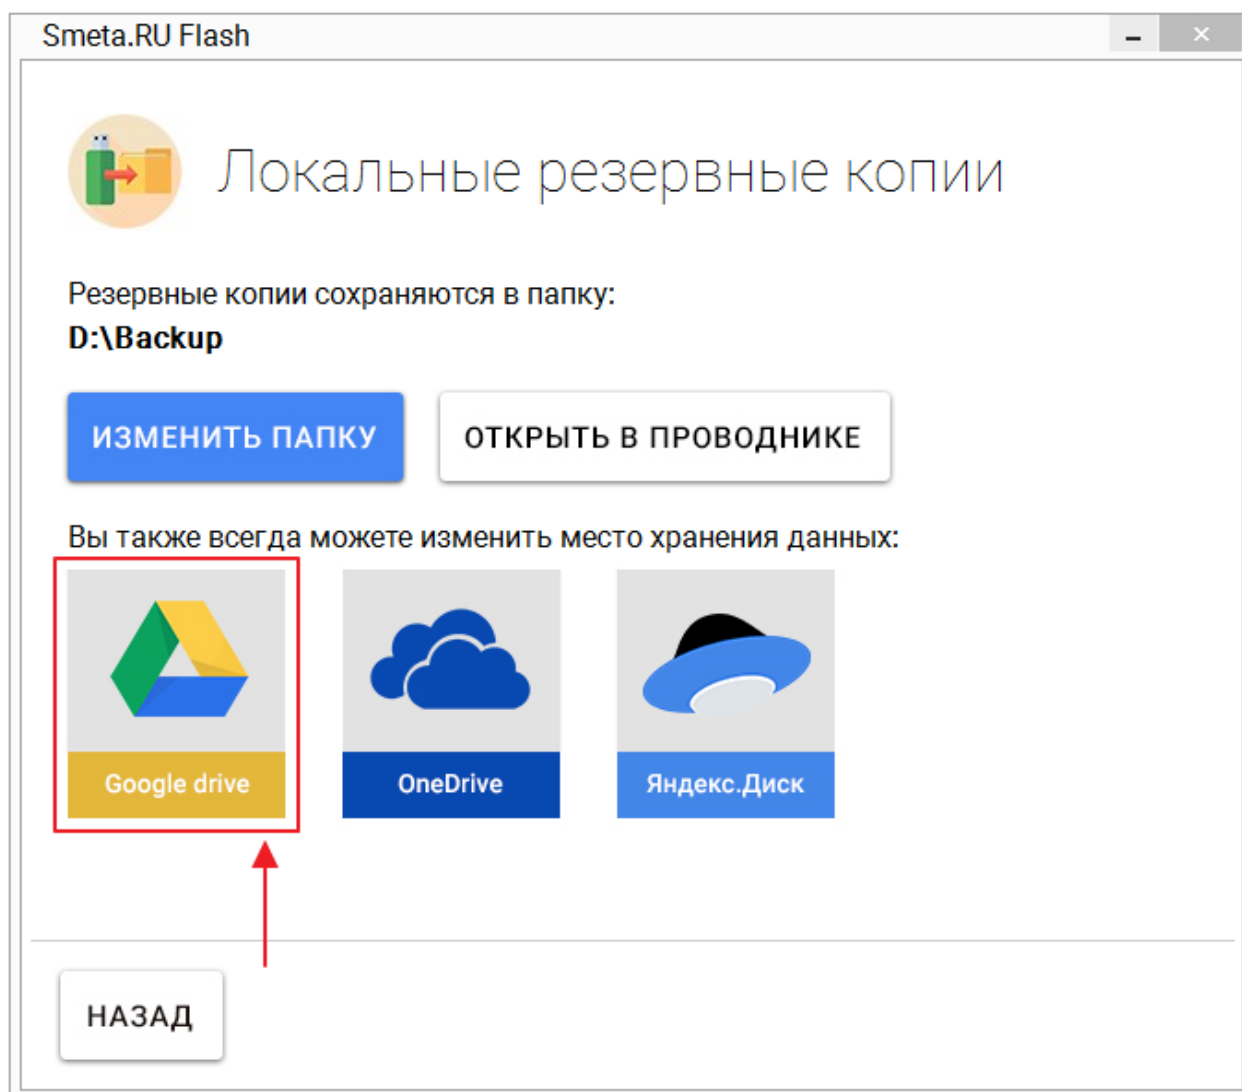 Smeta.RU Flash
Локальные резервные копии
Резервные копии сохраняются в папку:
D:\Backup
ИЗМЕНИТЬ ПАПКУ
ОТКРЫТЬ В ПРОВОДНИКЕ
Вы также всегда можете изменить место хранения данных:
Google drive
OneDrive
Яндекс.Диск
НАЗАД